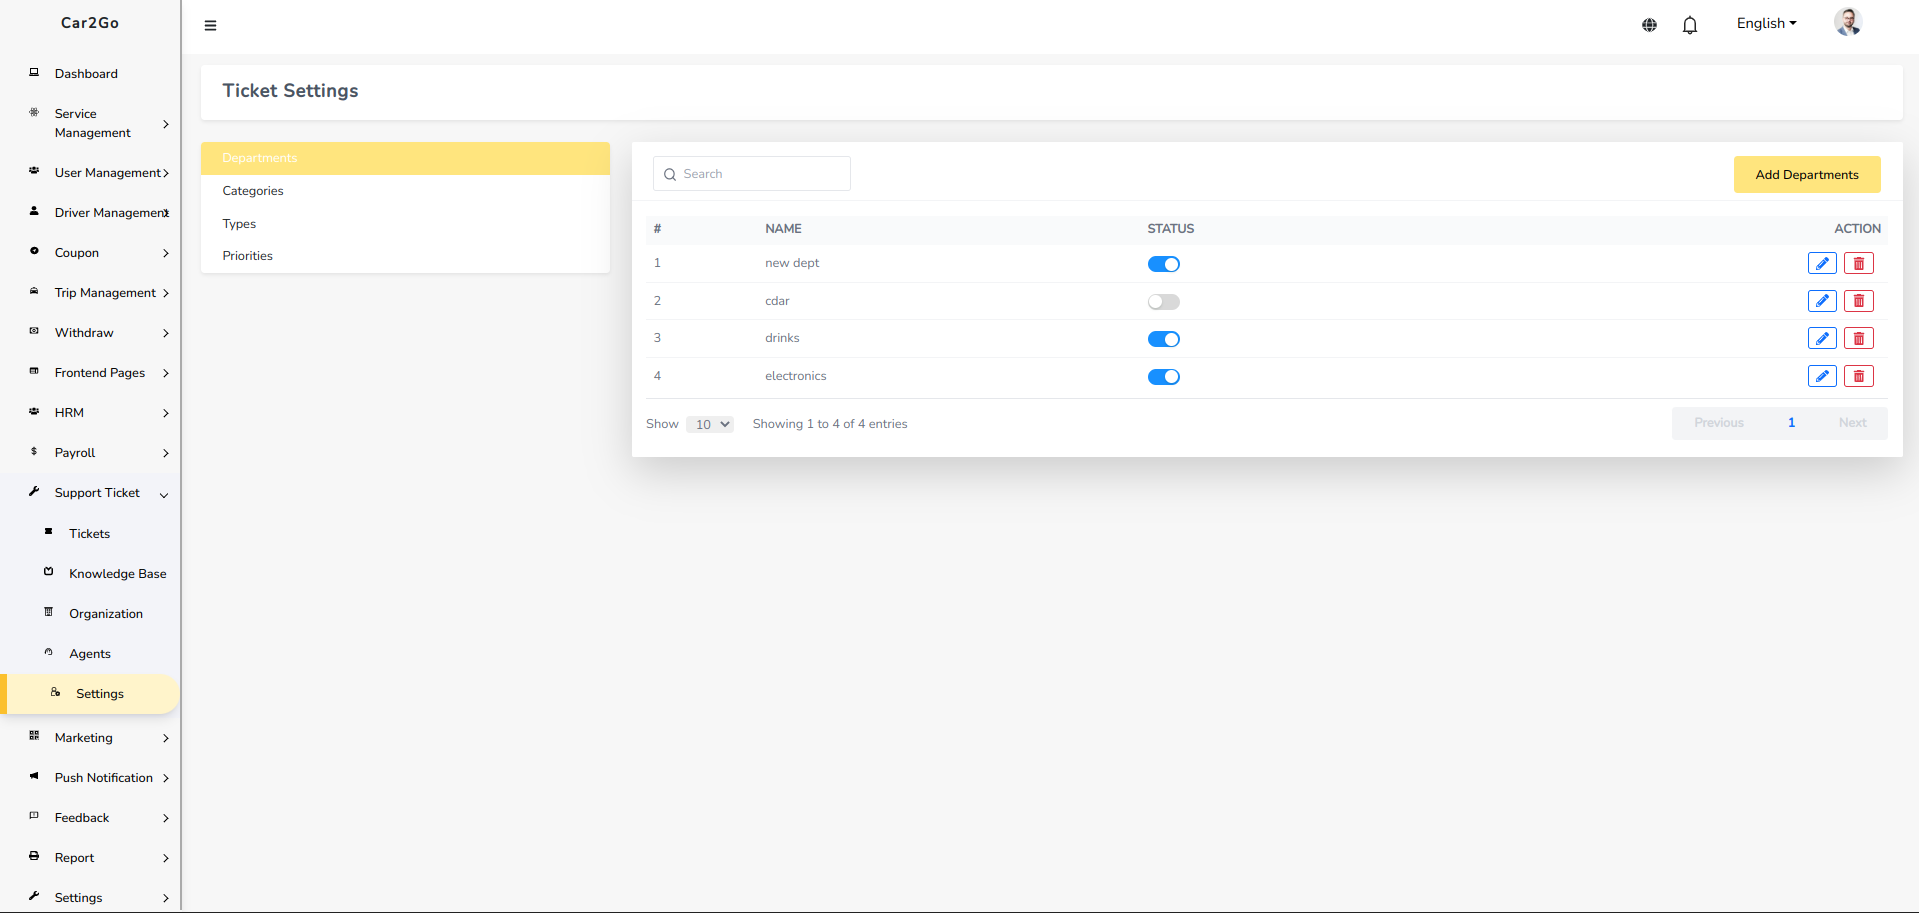 Car2Go
English
Dashboard
Service
Management
User Management
Driver Management
Coupon
Trip Management
Withdraw
Frontend Pages
HRM
Payroll
Support Ticket
Tickets
Knowledge Base
Organization
Agents
Settings
Marketing
Push Notification
Feedback
Report
Settings
Ticket Settings
Departments
Categories
Types
Priorities
Search
Add Departments
# NAME STATUS ACTION
1 new dept
2 cdar
3 drinks
4 electronics
Show 10 Showing 1 to 4 of 4 entries
Previous 1 Next